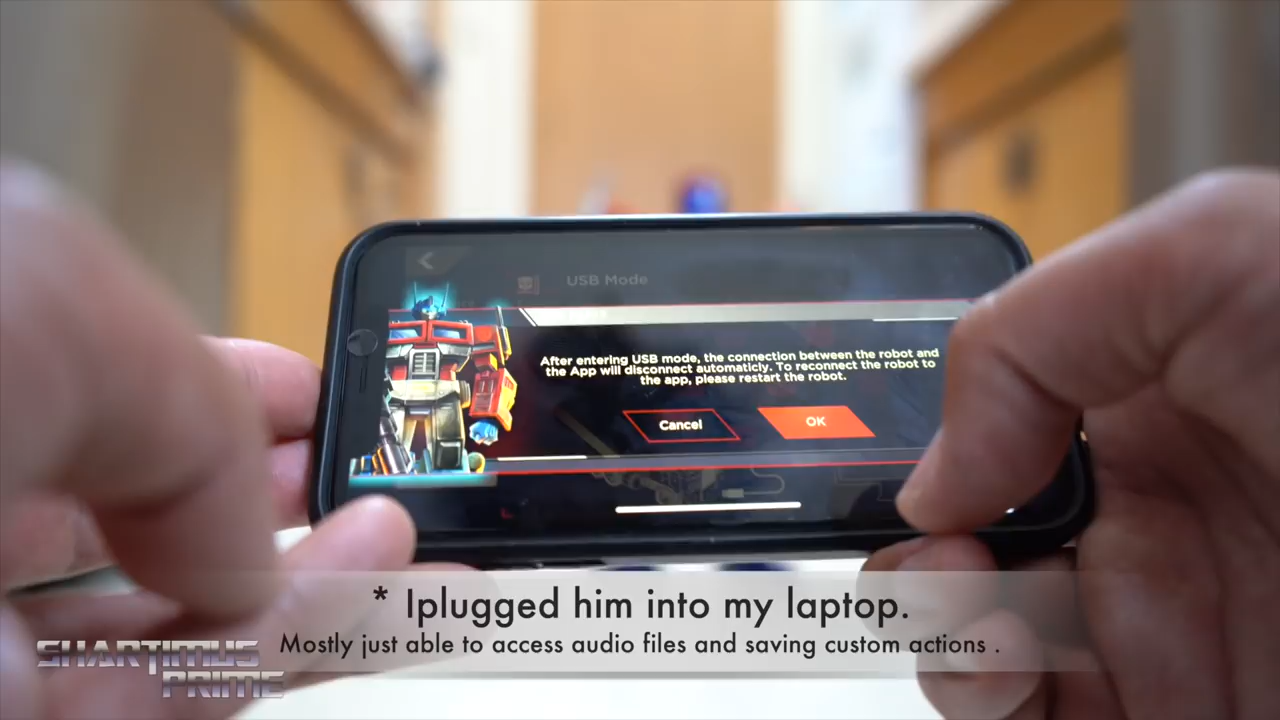 USB Mode
After entering USB mode, the connection between the robot and
the App will disconnect automaticly. To reconnect the robot to
the app, please restart the robot.
Cancel
OK
* Iplugged him into my laptop.
Mostly just able to access audio files and saving custom actions .
SHARTIMUS
PRIME